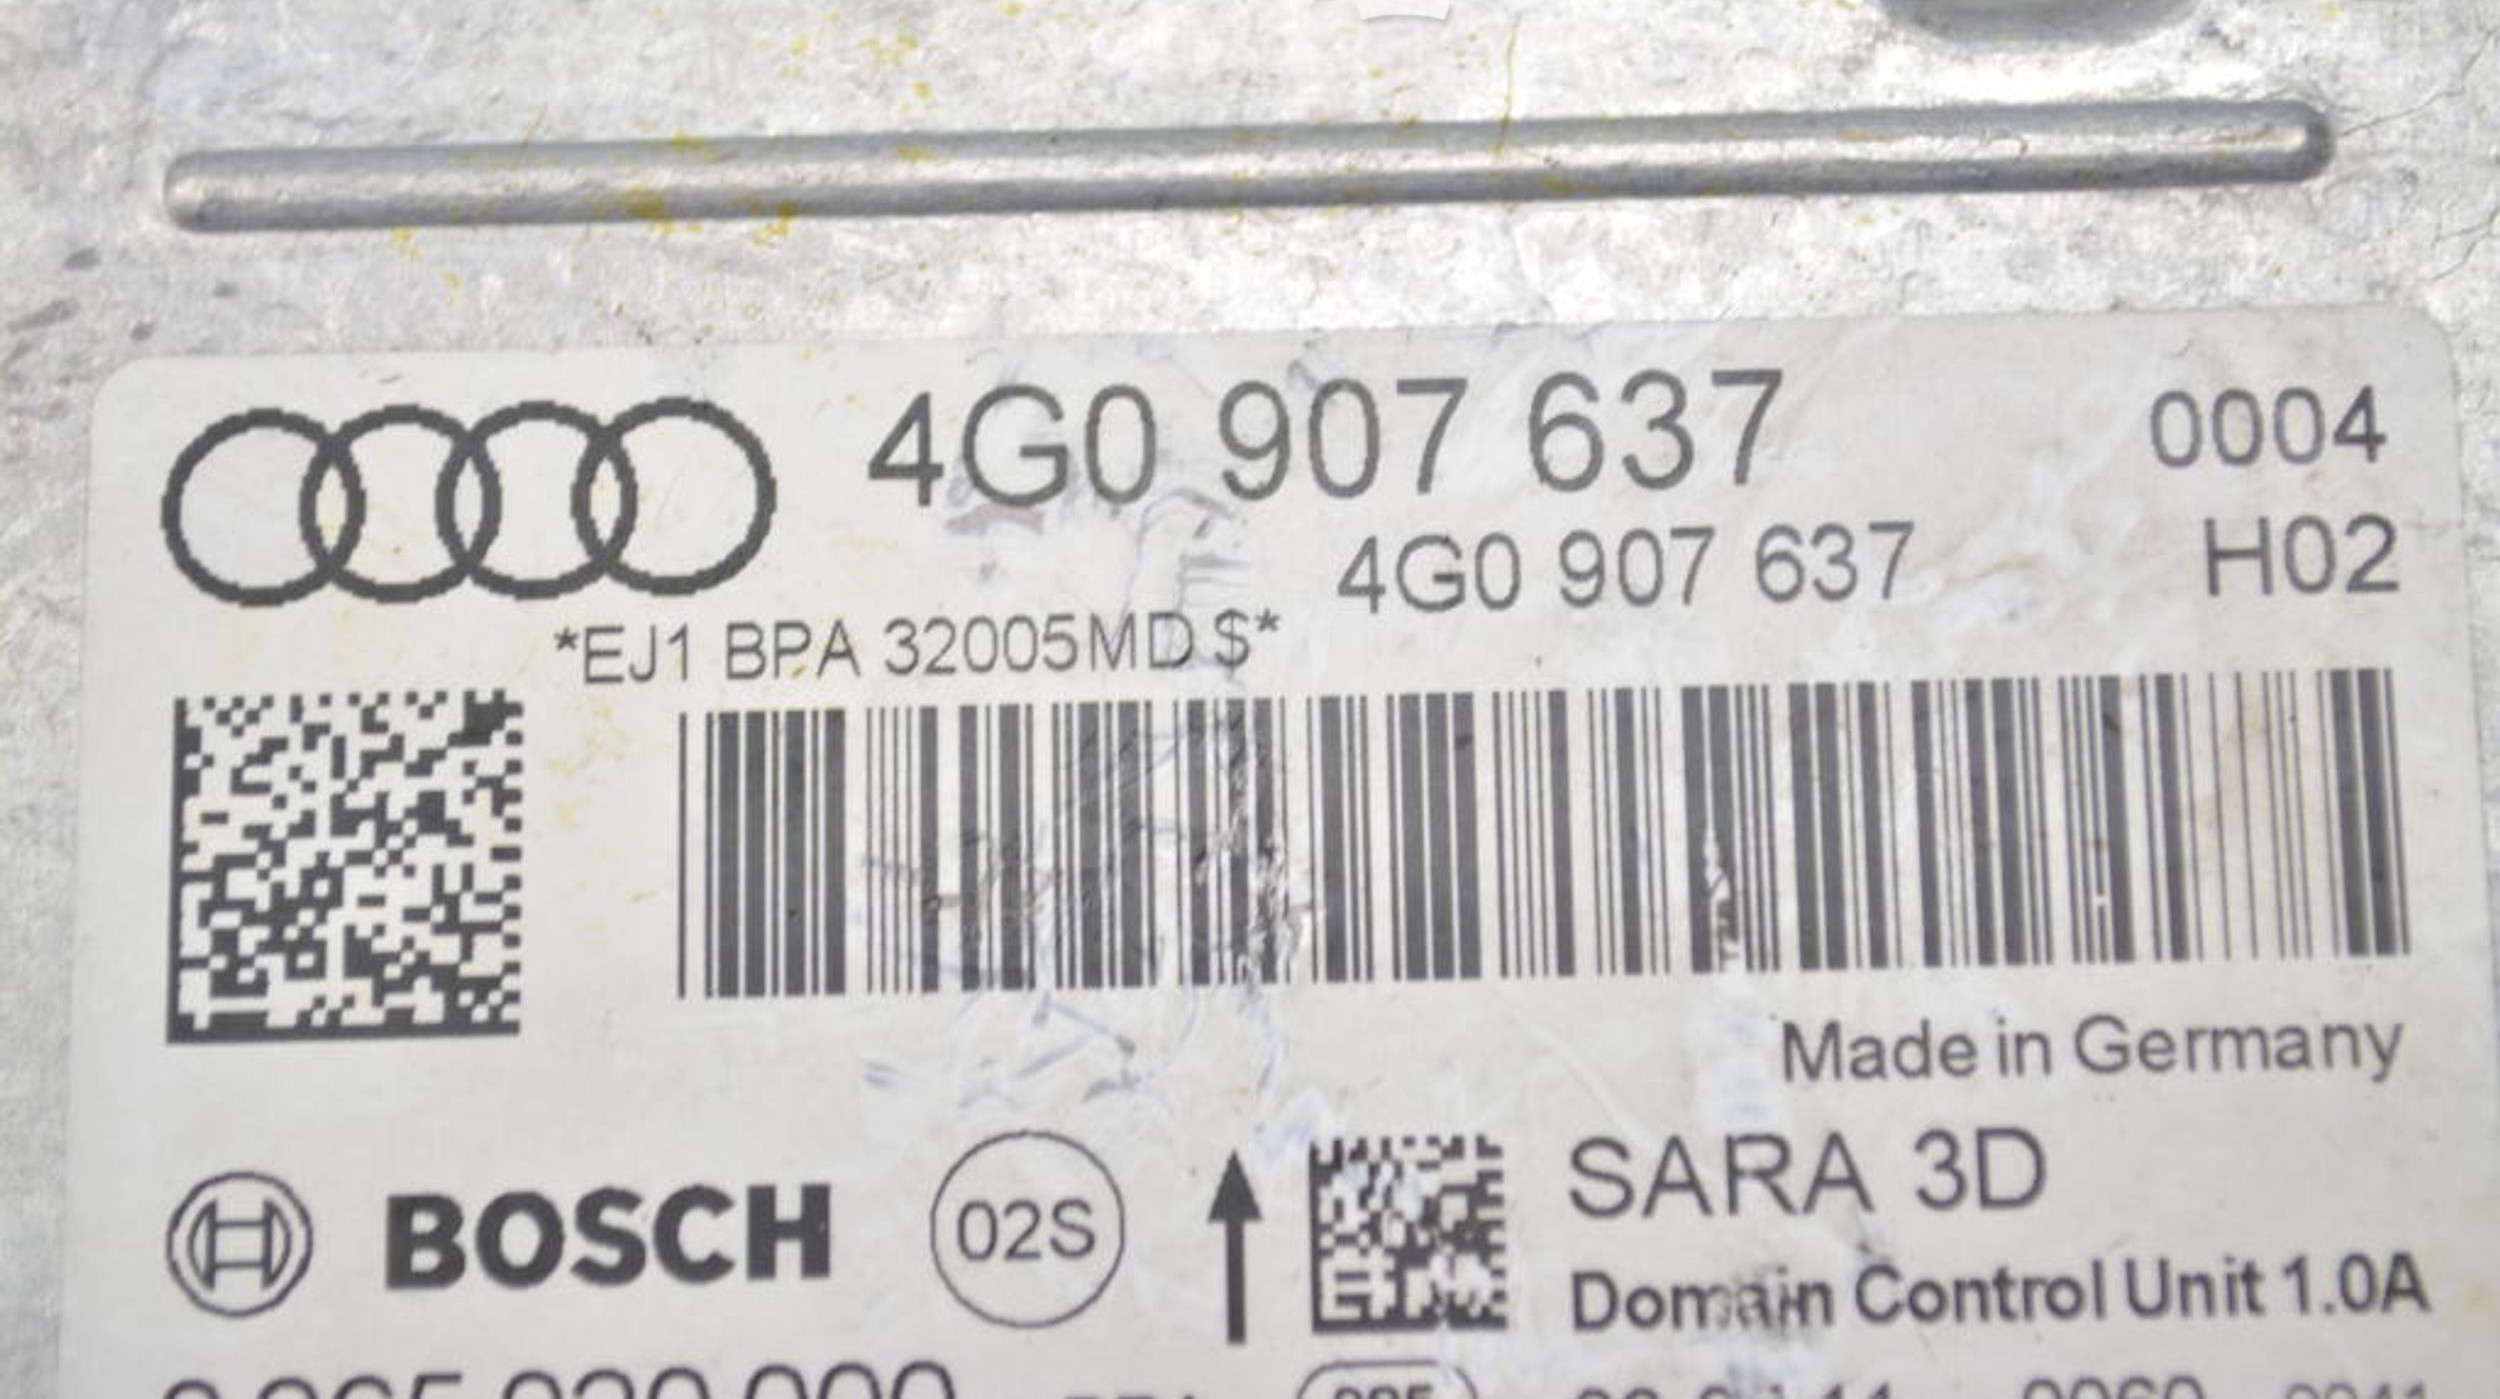 4G0 907 637 0004
4G0 907 637 H02
*EJ1 BPA 32005MD$*
Made in Germany
BOSCH 02S SARA 3D
Domain Control Unit 1.0A